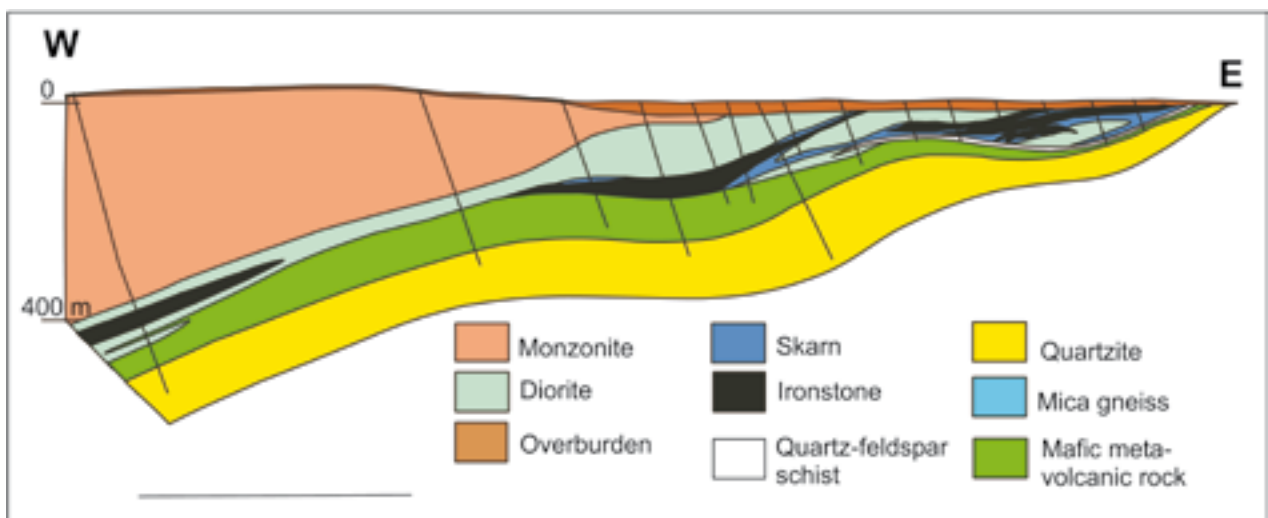 W
E
0
400 m
Monzonite
Diorite
Overburden
Skarn
Ironstone
Quartz-feldspar
schist
Quartzite
Mica gneiss
Mafic meta-
volcanic rock